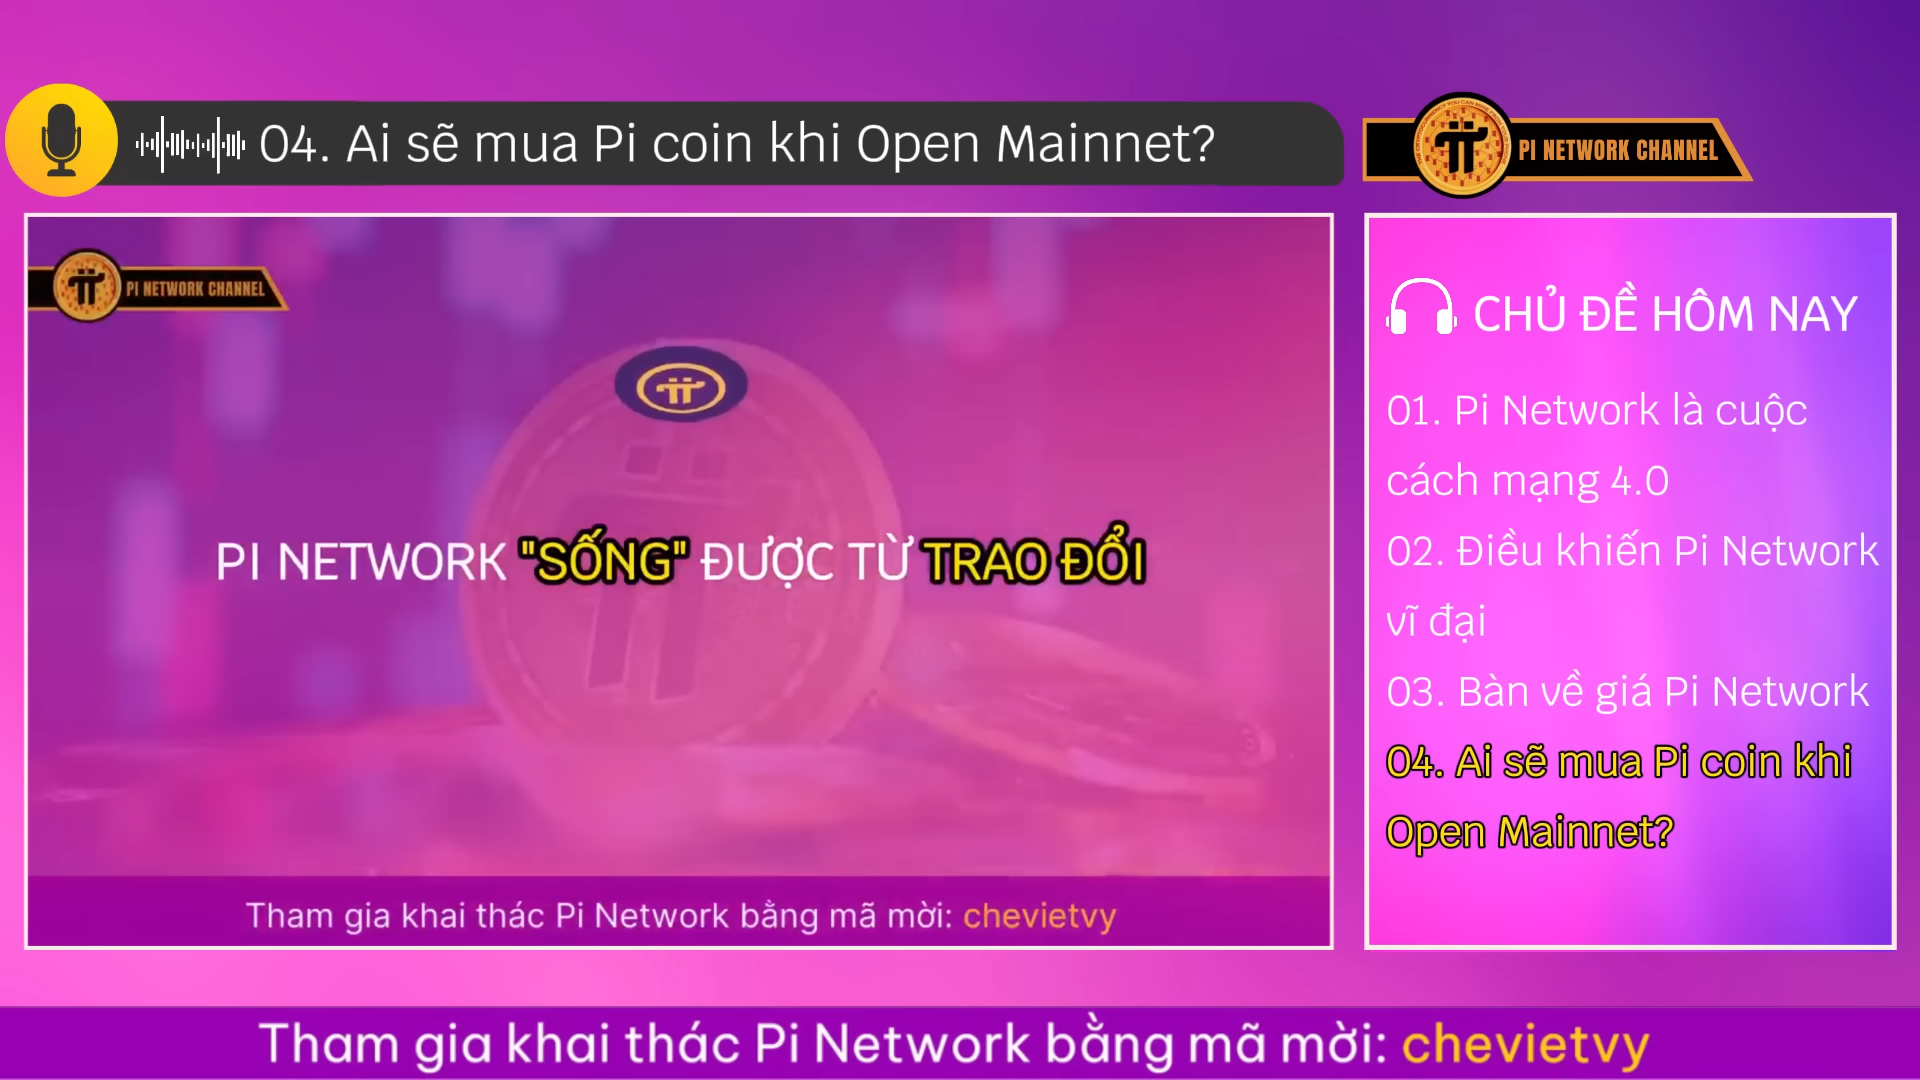 04. Ai sẽ mua Pi coin khi Open Mainnet?
PI NETWORK CHANNEL
PI NETWORK CHANNEL
PI NETWORK "SỐNG" ĐƯỢC TỪ TRAO ĐỔI
Tham gia khai thác Pi Network bằng mã mời: chevietvy
CHỦ ĐỀ HÔM NAY
01. Pi Network là cuộc
cách mạng 4.0
02. Điều khiến Pi Network
vĩ đại
03. Bàn về giá Pi Network
04. Ai sẽ mua Pi coin khi
Open Mainnet?
Tham gia khai thác Pi Network bằng mã mời: chevietvy